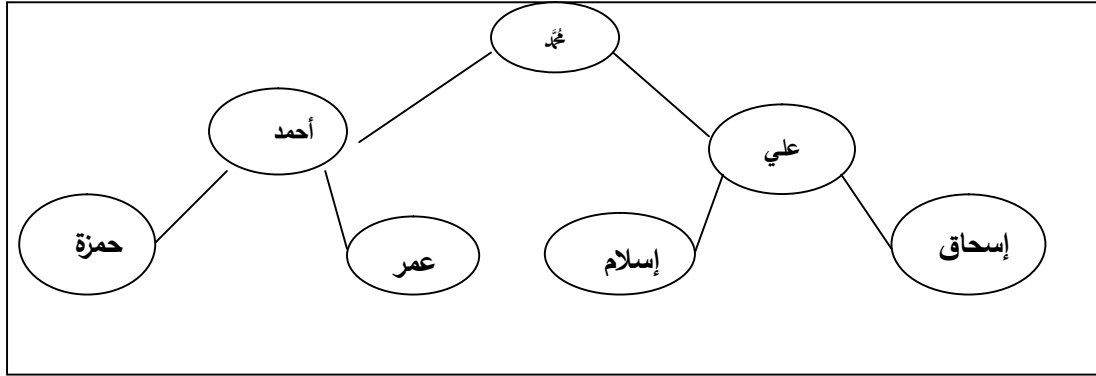 مُحَمَّد
علي
أحمد
إسحاق
إسلام
عمر
حمزة